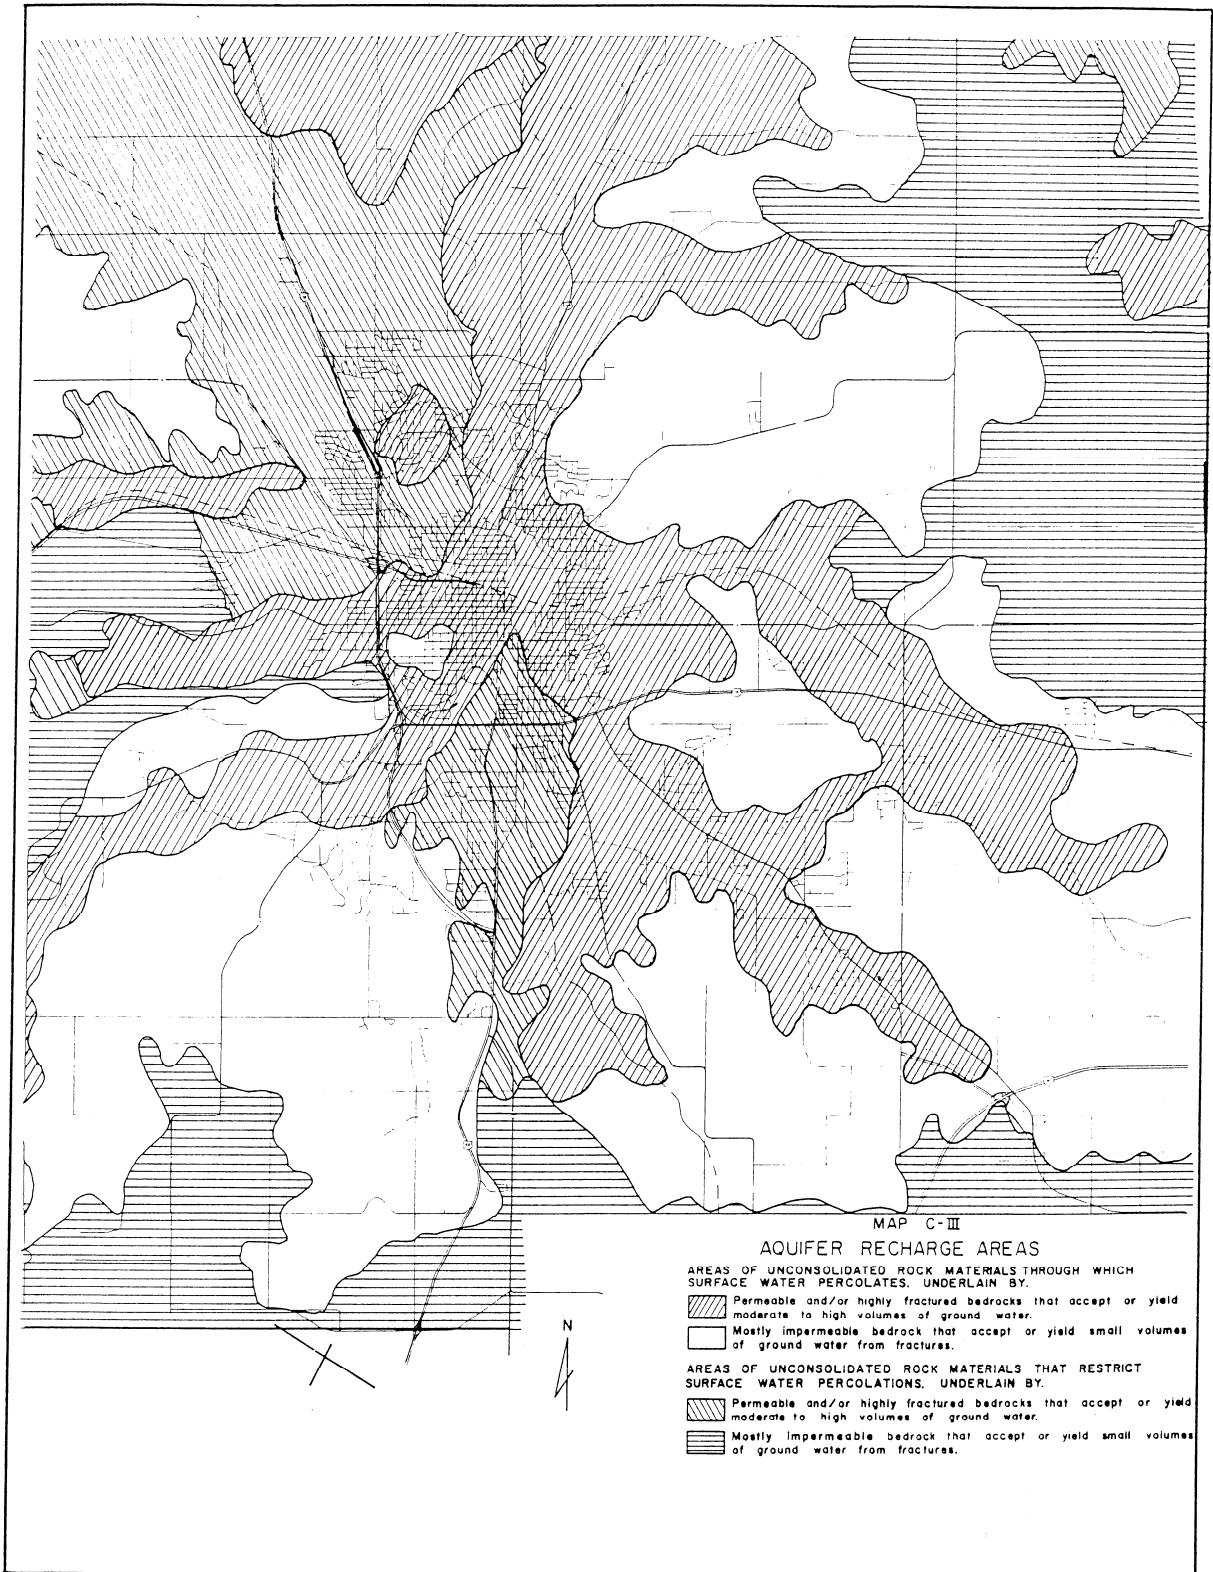 MAP C-III
AQUIFER RECHARGE AREAS
AREAS OF UNCONSOLIDATED ROCK MATERIALS THROUGH WHICH
SURFACE WATER PERCOLATES. UNDERLAIN BY.
Permeable and/or highly fractured bedrocks that accept or yield
moderate to high volumes of ground water.
Mostly impermeable bedrock that accept or yield small volumes
of ground water from fractures.
AREAS OF UNCONSOLIDATED ROCK MATERIALS THAT RESTRICT
SURFACE WATER PERCOLATIONS. UNDERLAIN BY.
Permeable and/or highly fractured bedrocks that accept or yield
moderate to high volumes of ground water.
Mostly impermeable bedrock that accept or yield small volumes
of ground water from fractures.
N